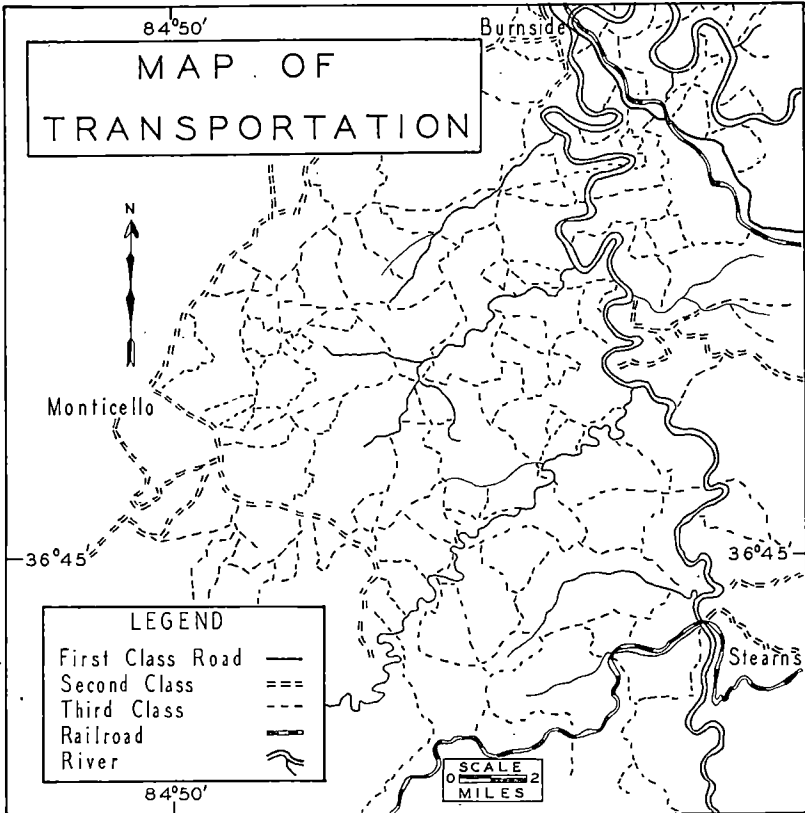 84°50'
Burnside
MAP OF
TRANSPORTATION
N
Monticello
36°45
36°45
LEGEND
First Class Road
Second Class
Third Class
Railroad
River
Stearns
SCALE
0 2
MILES
84°50'